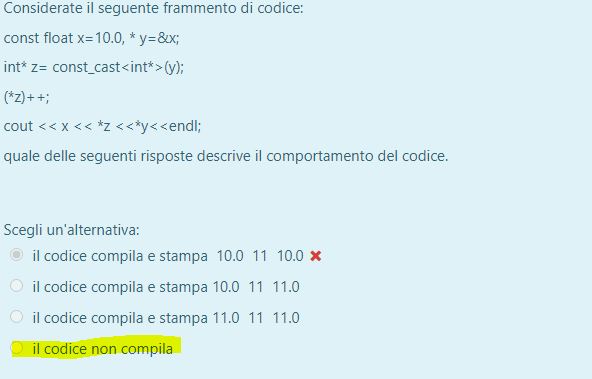 Considerate il seguente frammento di codice:
const float x=10.0, * y=&x;
int* z= const_cast<int*>(y);
(*z)++;
cout << x << *z <<*y<<endl;
quale delle seguenti risposte descrive il comportamento del codice.
Scegli un'alternativa:
il codice compila e stampa 10.0 11 10.0
il codice compila e stampa 10.0 11 11.0
il codice compila e stampa 11.0 11 11.0
il codice non compila